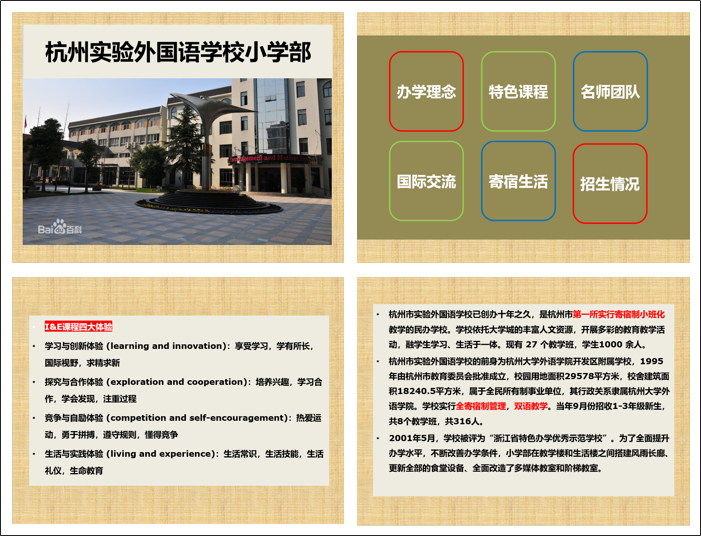 杭州实验外国语学校小学部
Development and
Bai百科
办学理念
特色课程
名师团队
国际交流
寄宿生活
招生情况
I&E课程四大体验
• 学习与创新体验 (learning and innovation)：享受学习，学有所长，
国际视野，求精求新
• 探究与合作体验 (exploration and cooperation)：培养兴趣，学习合
作，学会发现，注重过程
• 竞争与自励体验 (competition and self-encouragement)：热爱运
动，勇于拼搏，遵守规则，懂得竞争
• 生活与实践体验 (living and experience)：生活常识，生活技能，生活
礼仪，生命教育
• 杭州市实验外国语学校已创办十年之久，是杭州市第一所实行寄宿制小班化
教学的民办学校。学校依托大学城的丰富人文资源，开展多彩的教育教学活
动，融学生学习、生活于一体。现有 27 个教学班，学生1000 余人。
• 杭州市实验外国语学校的前身为杭州大学外语学院开发区附属学校，1995
年由杭州市教育委员会批准成立，校园用地面积29578平方米，校舍建筑面
积18240.5平方米，属于全民所有制事业单位，其行政关系隶属杭州大学外
语学院。学校实行全寄宿制管理，双语教学。当年9月份招收1-3年级新生，
共8个教学班，共316人。
• 2001年5月，学校被评为“浙江省特色办学优秀示范学校”。为了全面提升
办学水平，不断改善办学条件，小学部在教学楼和生活楼之间搭建风雨长廊、
更新全部的食堂设备、全面改造了多媒体教室和阶梯教室。